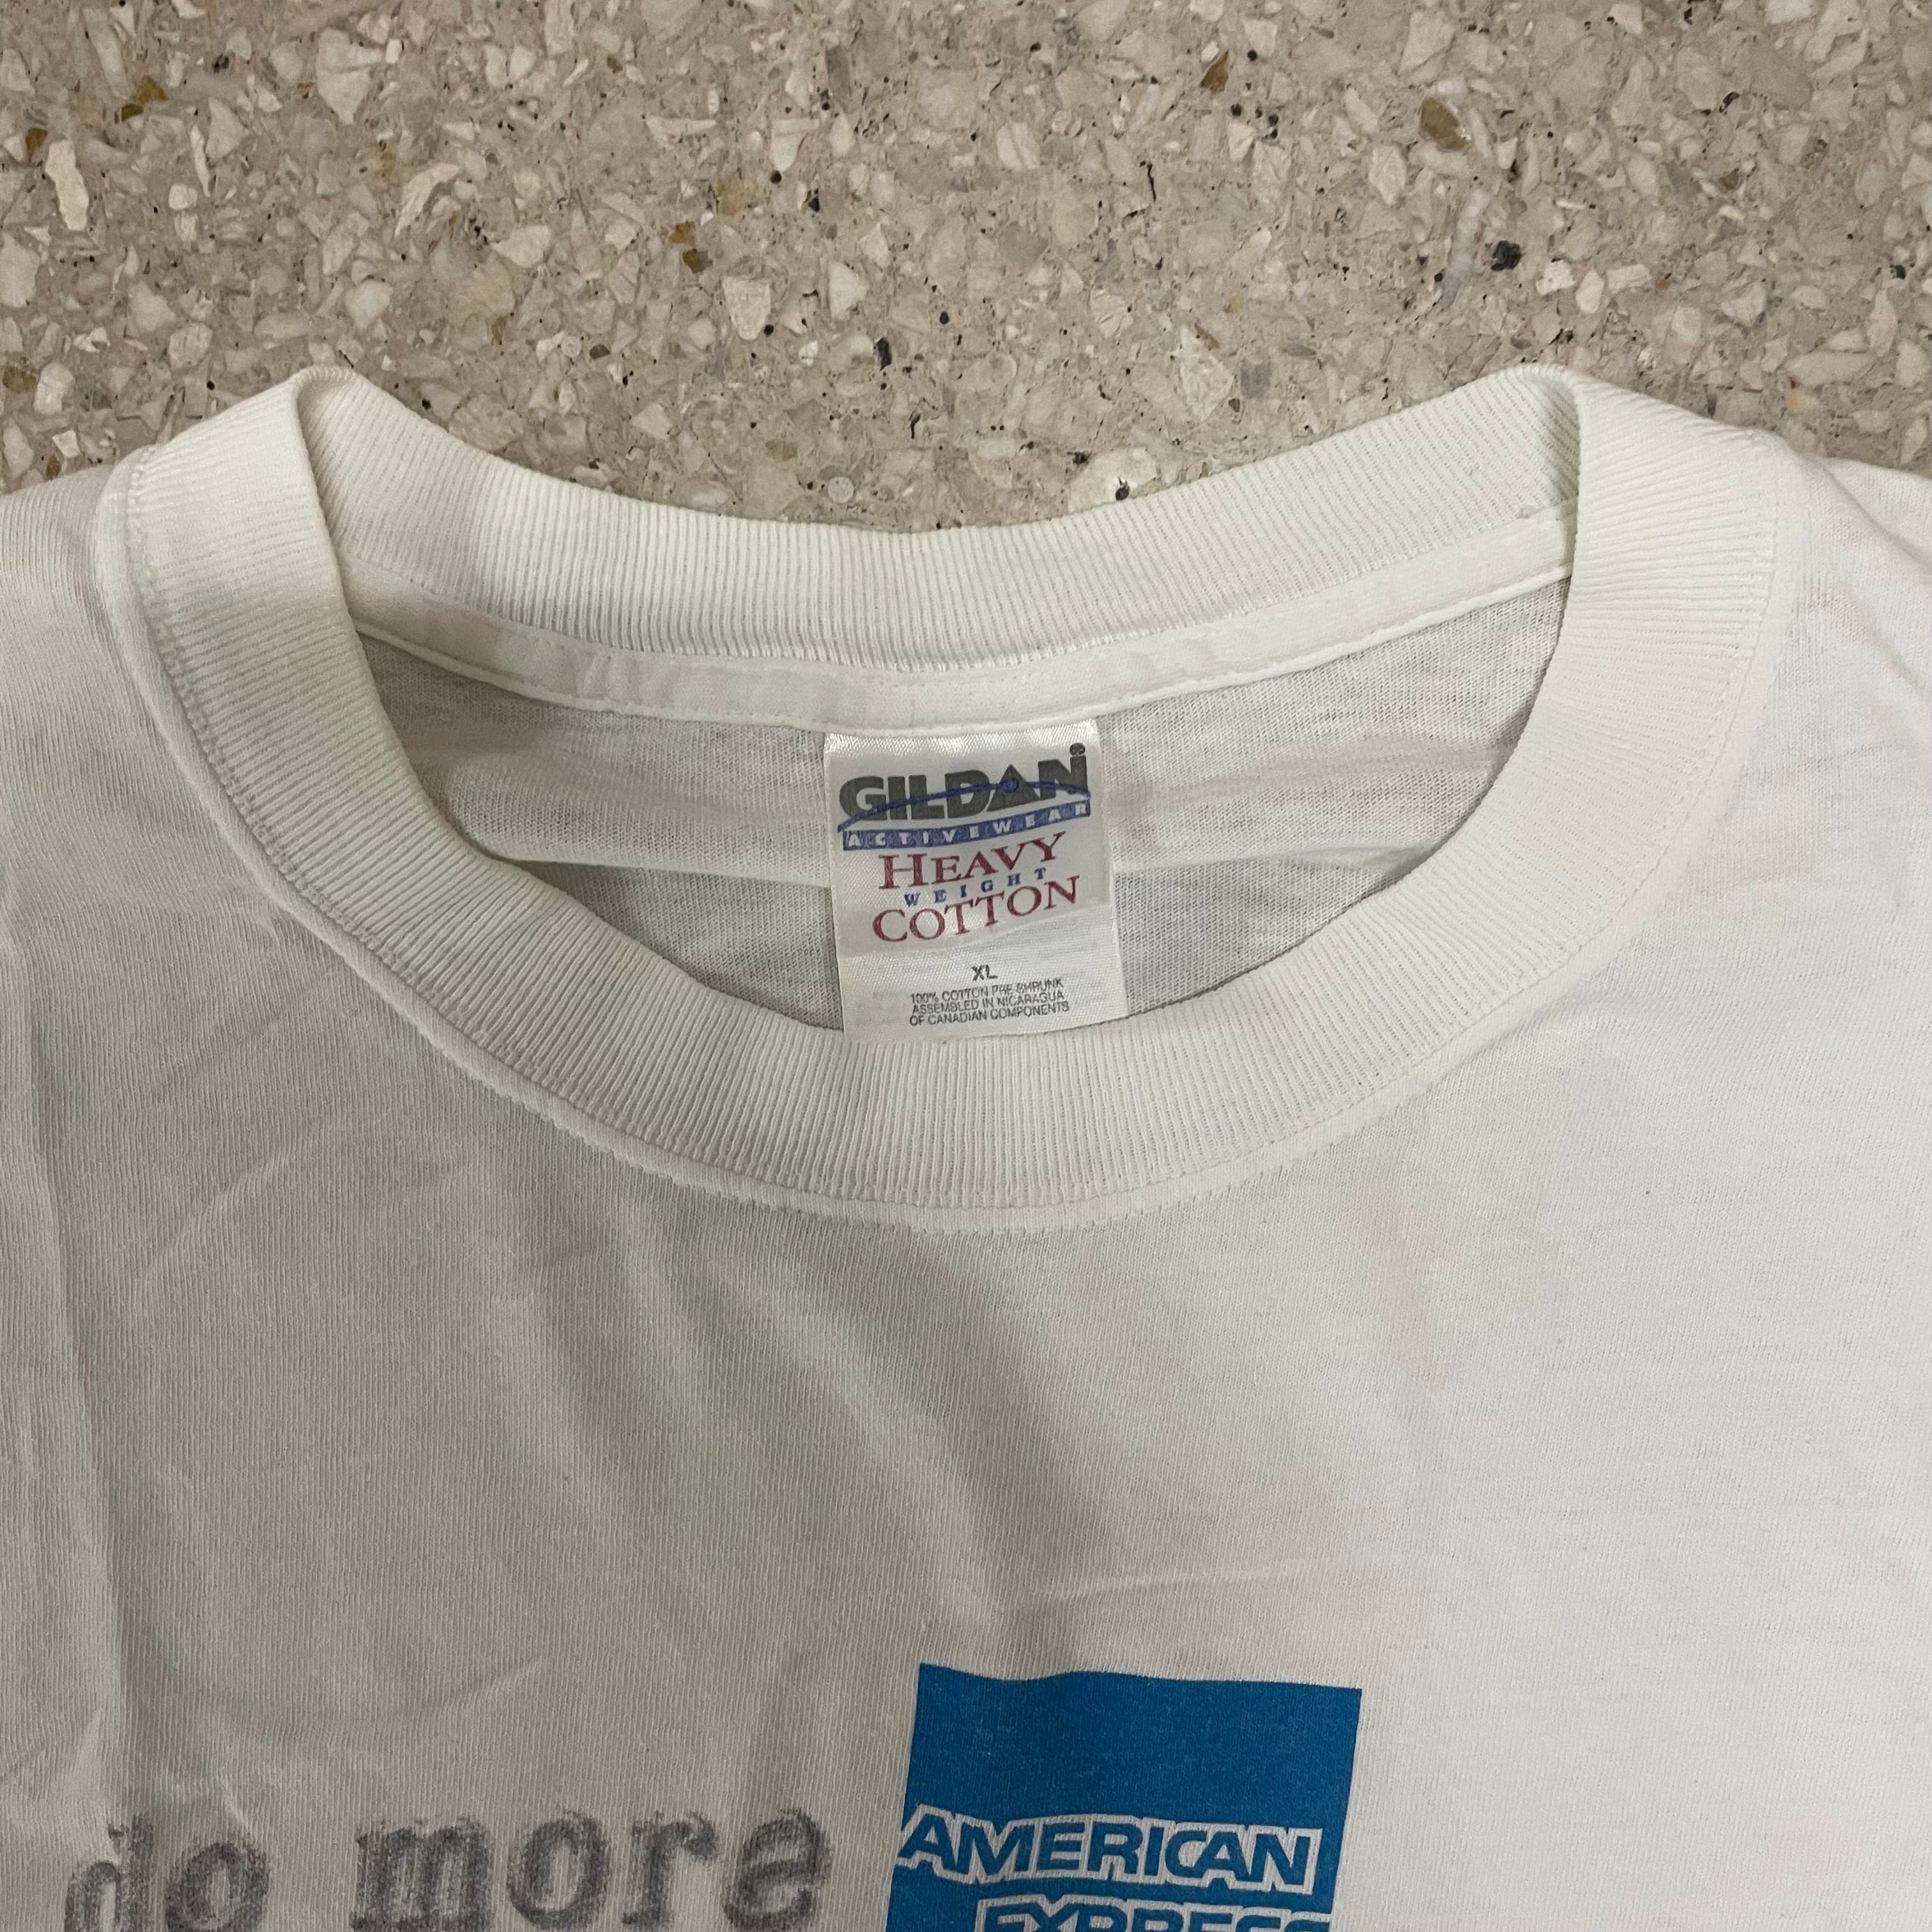 GILDAN
ACTIVEWEAR
HEAVY
WEIGHT
COTTON
XL
100% COTTON PRE-SHRUNK
ASSEMBLED IN NICARAGUA
OF CANADIAN COMPONENTS
do more
AMERICAN
EXPRESS